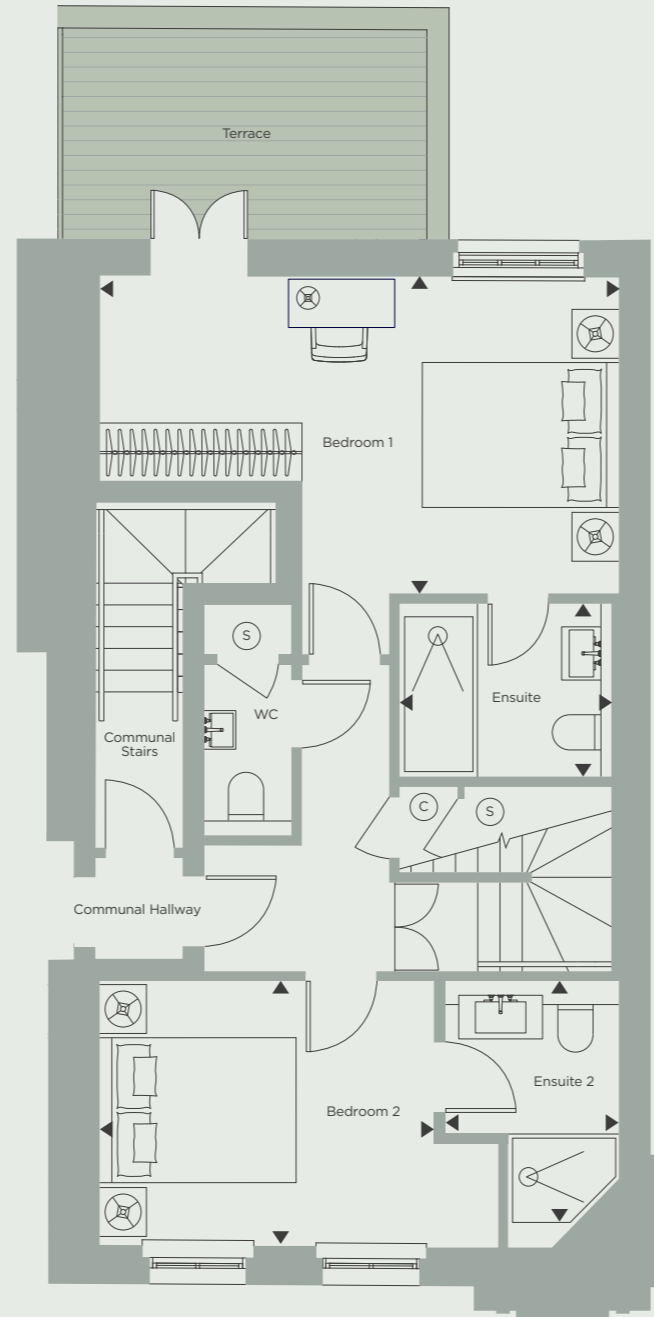 Terrace
Bedroom 1
S
WC
Ensuite
Communal
Stairs
C
S
Communal Hallway
Ensuite 2
Bedroom 2